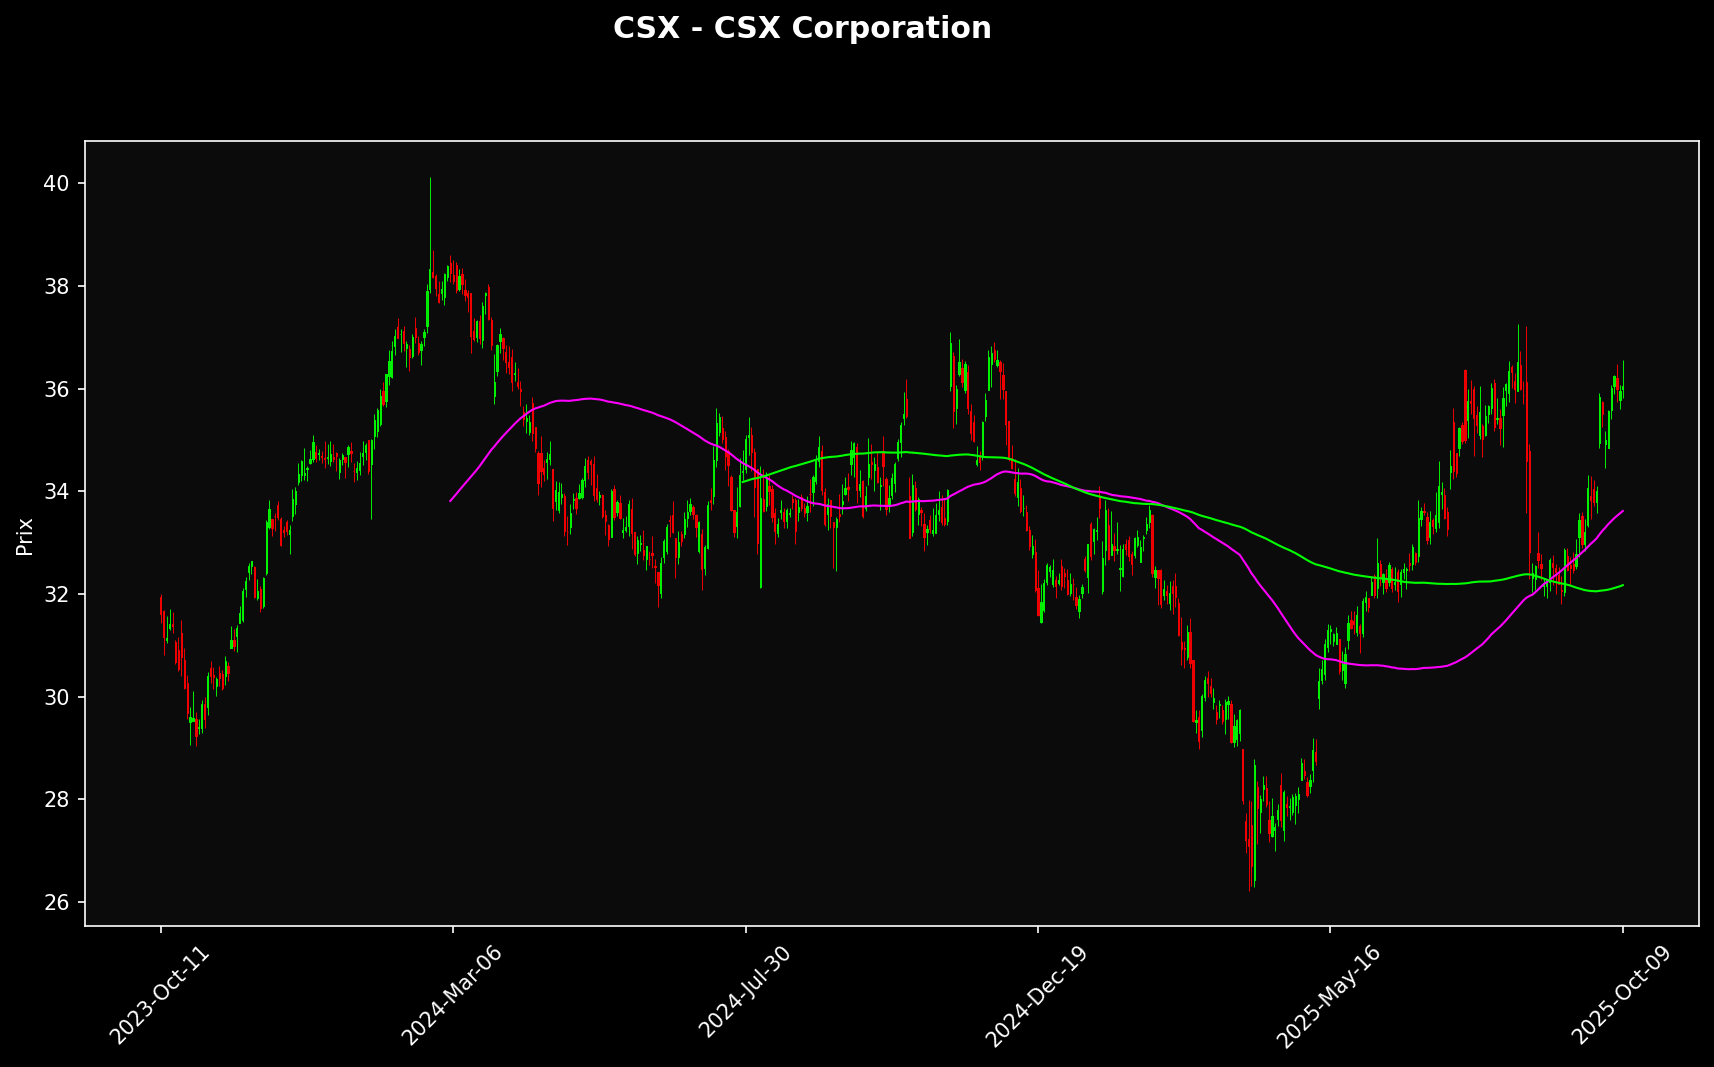 CSX - CSX Corporation
Prix
40
38
36
34
32
30
28
26
2023-Oct-11
2024-Mar-06
2024-Jul-30
2024-Dec-19
2025-May-16
2025-Oct-09